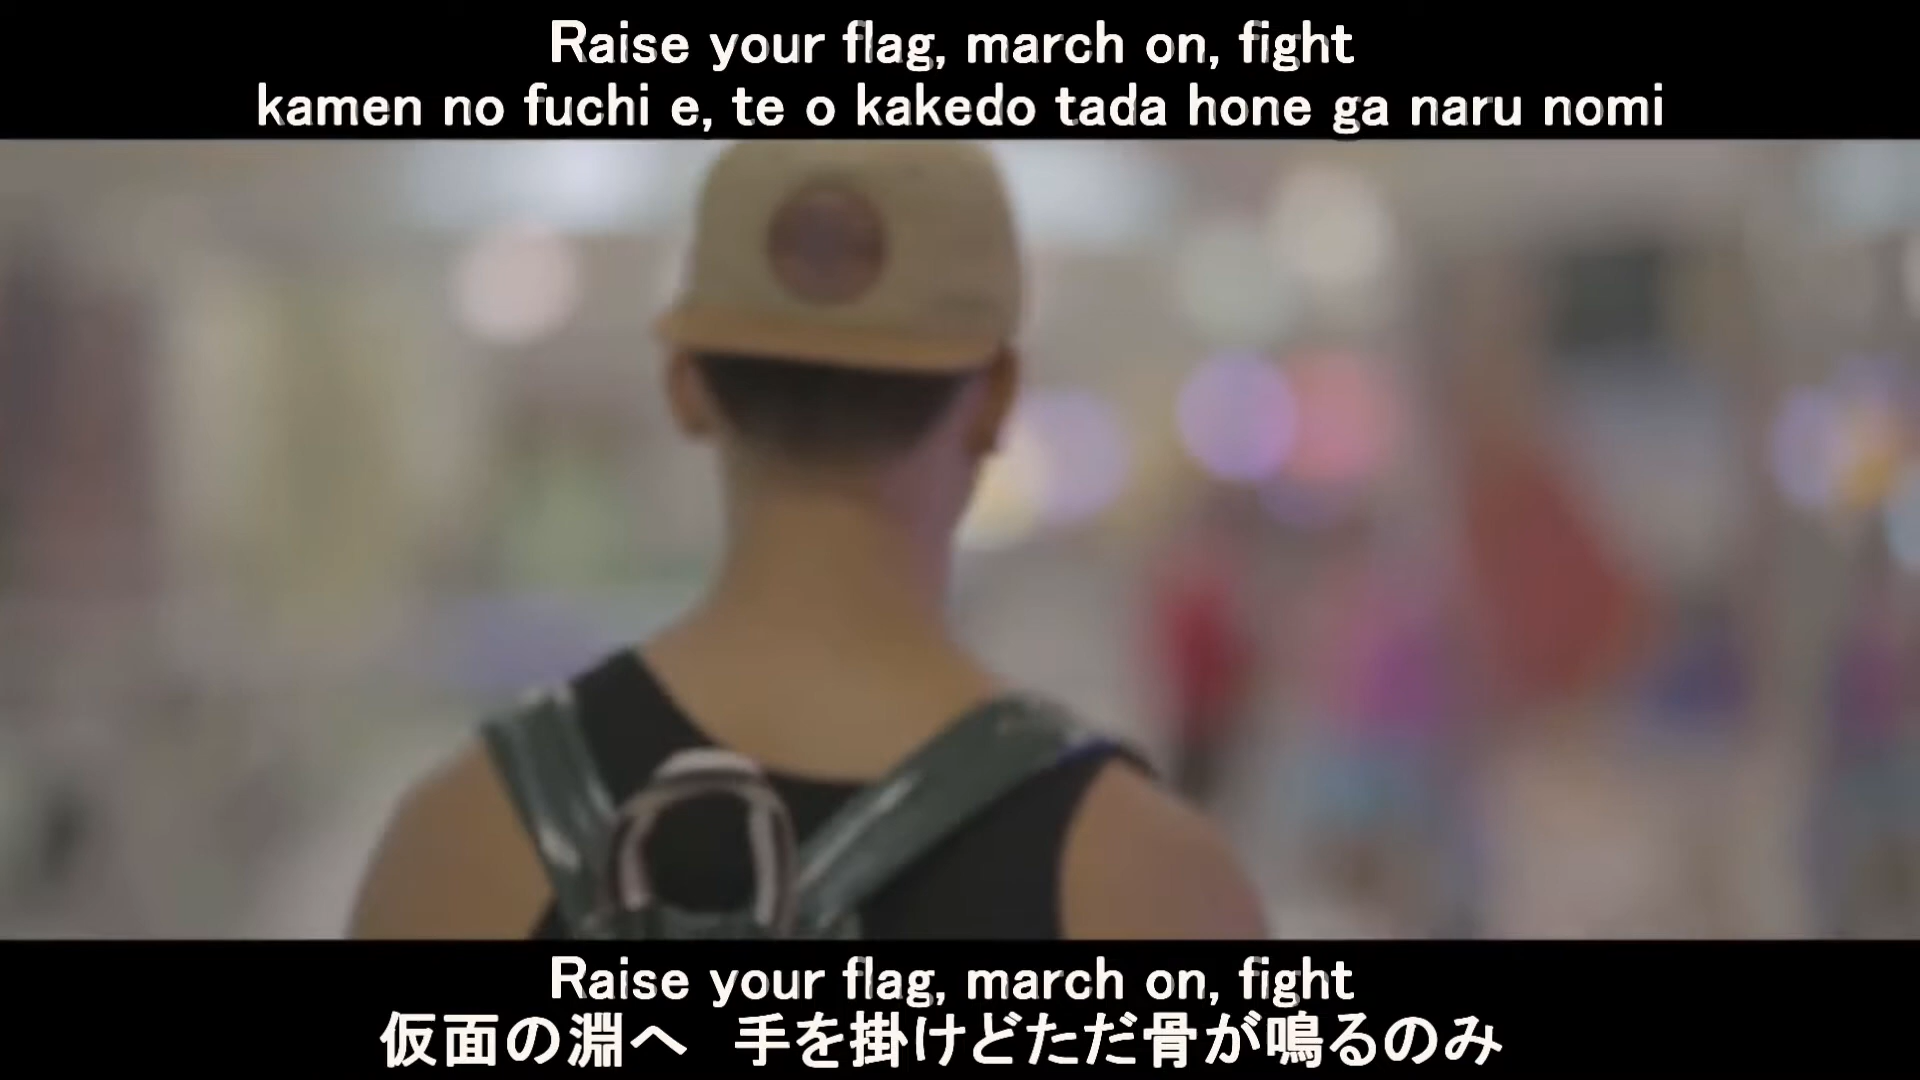 Raise your flag, march on, fight
kamen no fuchi e, te o kakedo tada hone ga naru nomi
Raise your flag, march on, fight
仮面の淵へ　手を掛けどただ骨が鳴るのみ